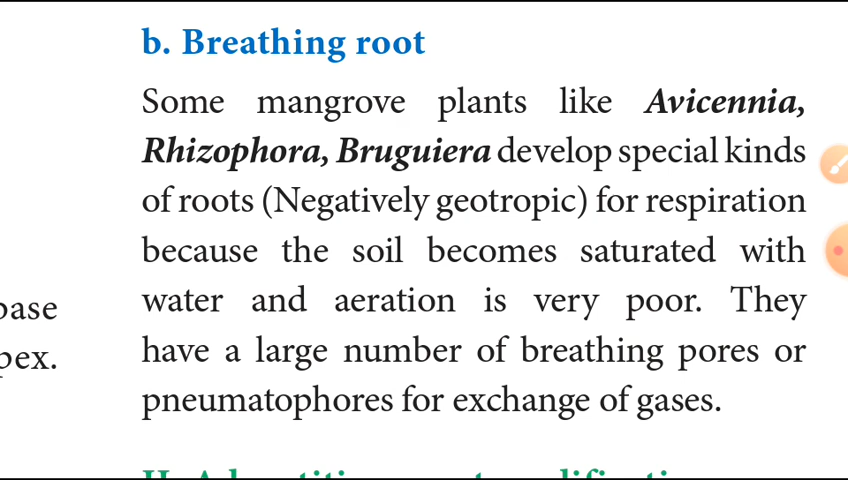 b. Breathing root
Some mangrove plants like Avicennia,
Rhizophora, Bruguiera develop special kinds
of roots (Negatively geotropic) for respiration
because the soil becomes saturated with
base
water and aeration is very poor. They
pex.
have a large number of breathing pores or
pneumatophores for exchange of gases.